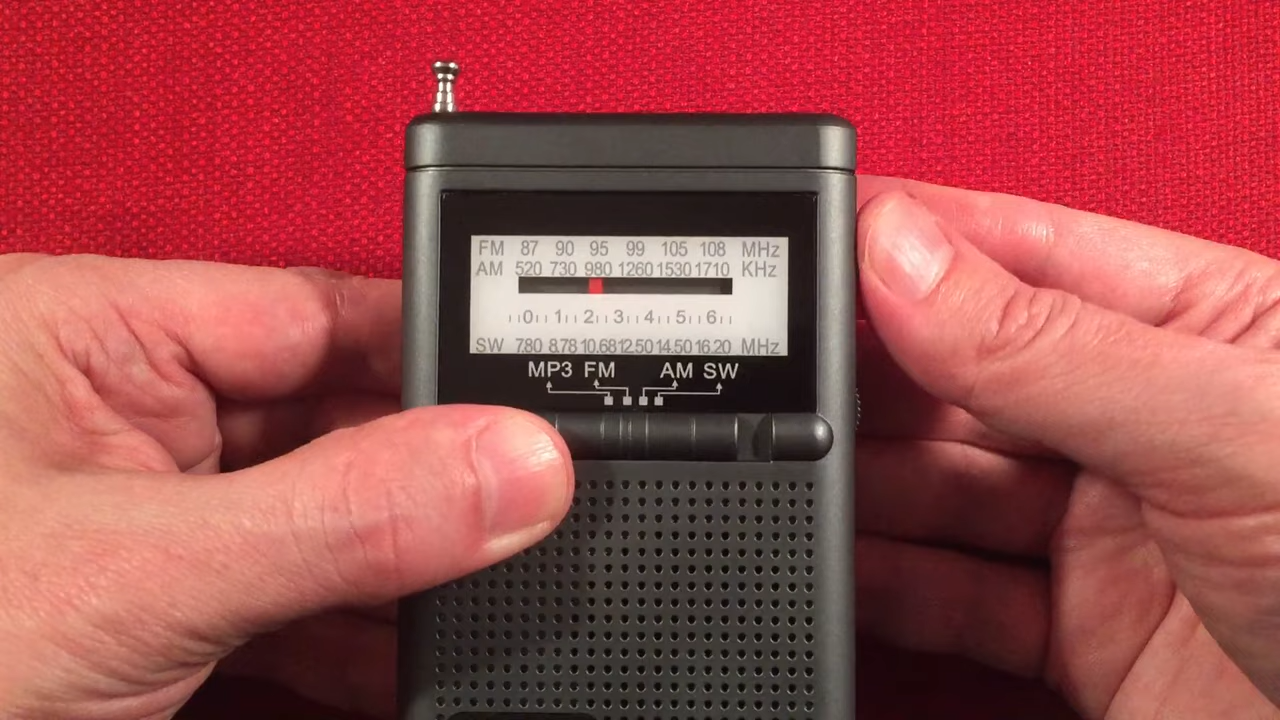 FM 87 90 95 99 105 108 MHz
AM 520 730 980 1260 1530 1710 KHz
0 1 2 3 4 5 6
SW 7.80 8.78 10.68 12.50 14.50 16.20 MHz
MP3 FM AM SW